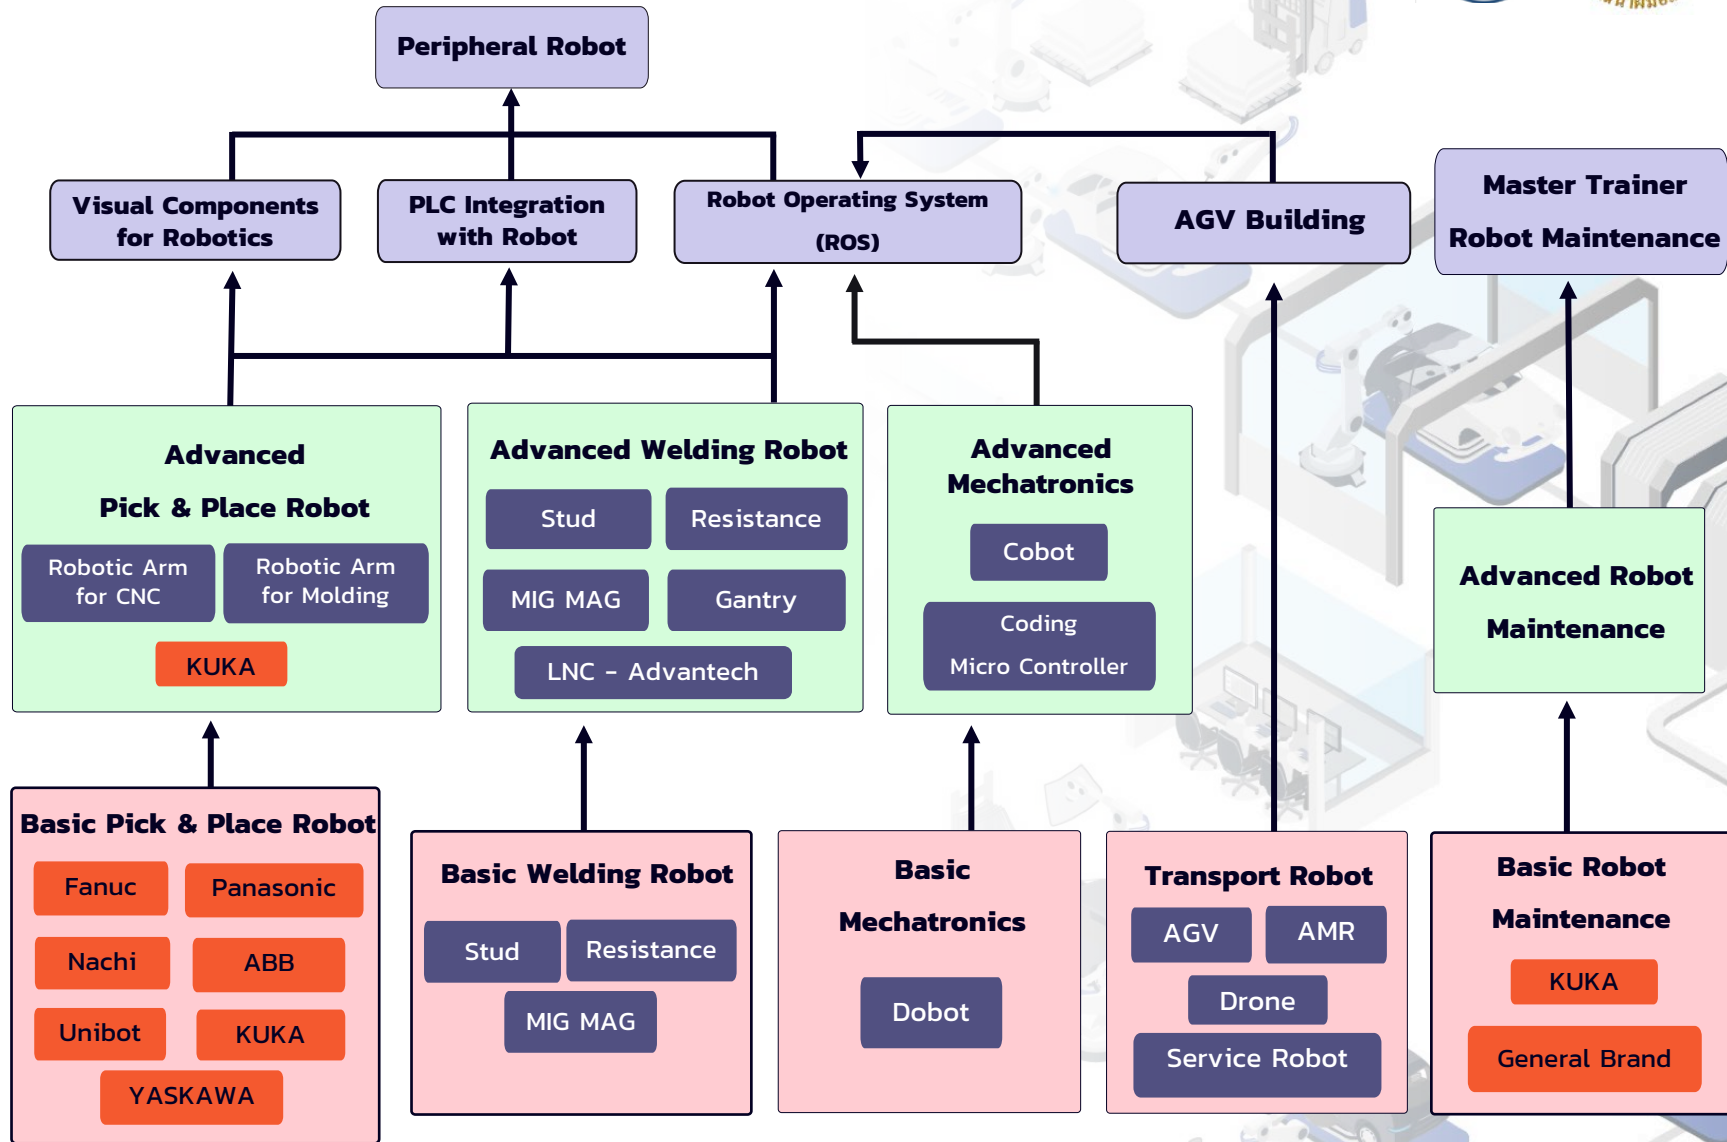 Peripheral Robot
Visual Components
for Robotics
PLC Integration
with Robot
Robot Operating System
(ROS)
AGV Building
Master Trainer
Robot Maintenance
Advanced
Pick & Place Robot
Robotic Arm
for CNC
Robotic Arm
for Molding
KUKA
Advanced Welding Robot
Stud
Resistance
MIG MAG
Gantry
LNC - Advantech
Advanced
Mechatronics
Cobot
Coding
Micro Controller
Advanced Robot
Maintenance
Basic Pick & Place Robot
Fanuc
Panasonic
Nachi
ABB
Unibot
KUKA
YASKAWA
Basic Welding Robot
Stud
Resistance
MIG MAG
Basic
Mechatronics
Dobot
Transport Robot
AGV
AMR
Drone
Service Robot
Basic Robot
Maintenance
KUKA
General Brand